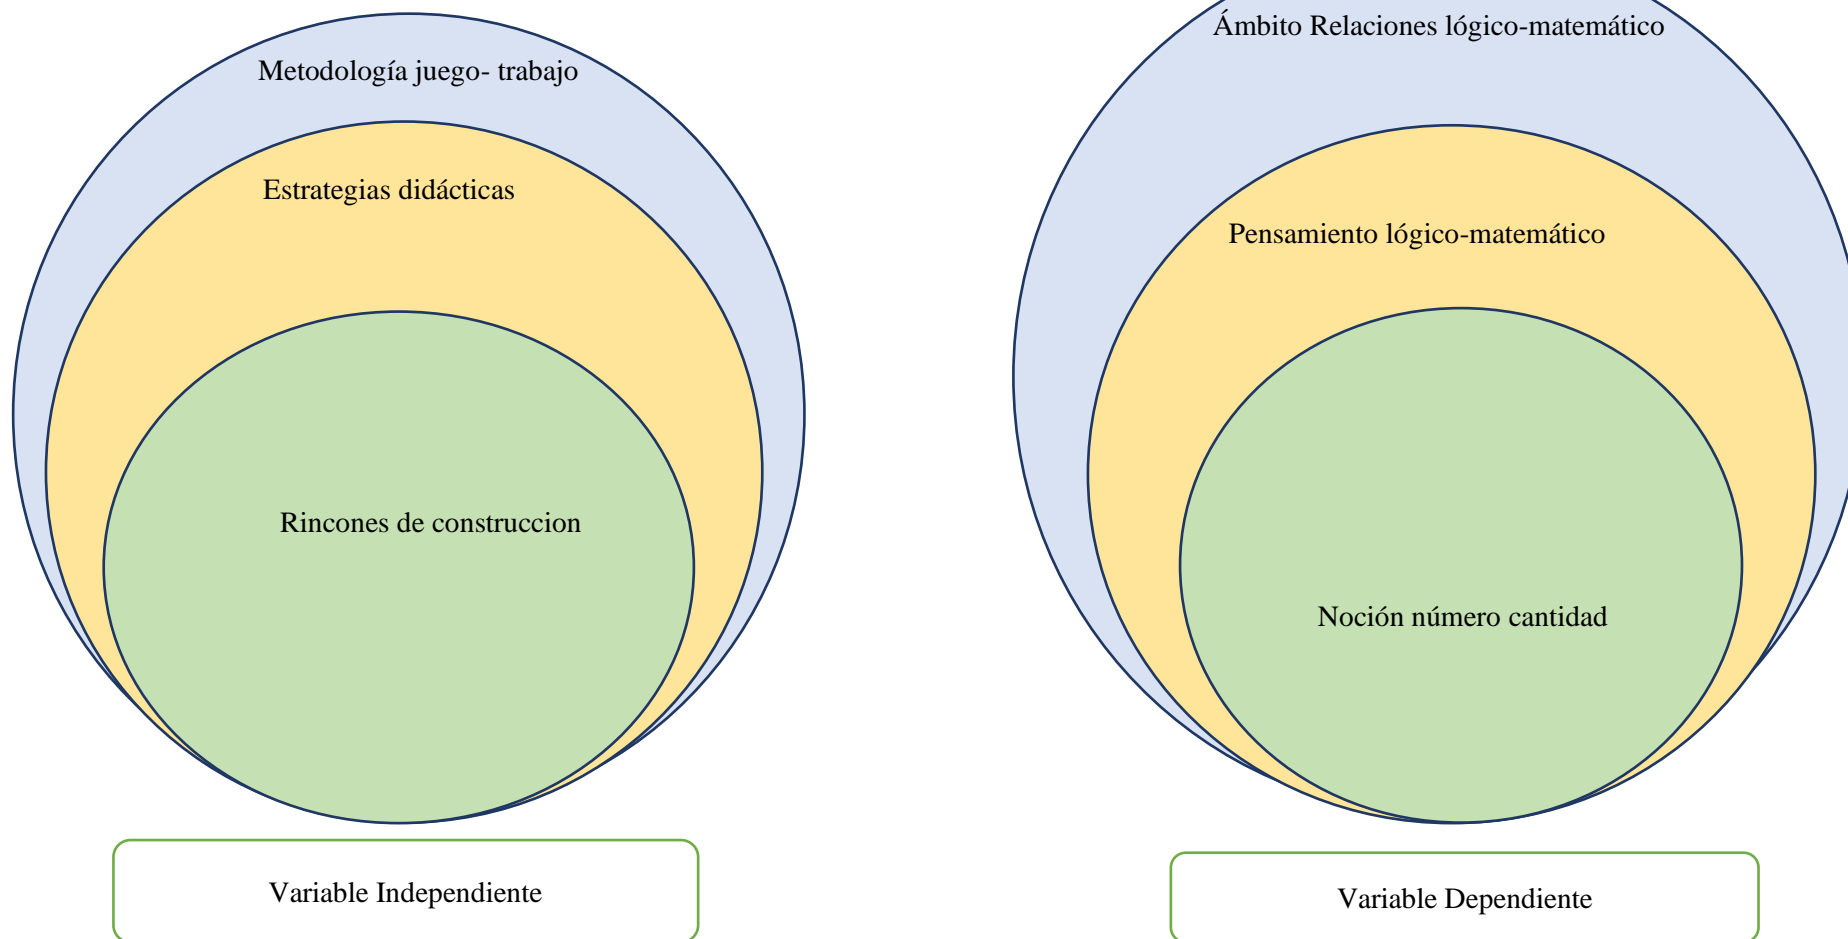 Metodología juego- trabajo
Estrategias didácticas
Rincones de construccion
Variable Independiente
Ámbito Relaciones lógico-matemático
Pensamiento lógico-matemático
Noción número cantidad
Variable Dependiente